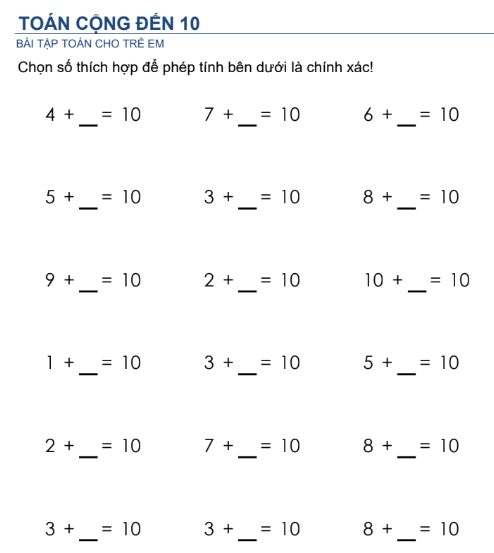 TOÁN CỘNG ĐẾN 10
BÀI TẬP TOÁN CHO TRẺ EM
Chọn số thích hợp để phép tính bên dưới là chính xác!
4 + __ = 10 7 + __ = 10 6 + __ = 10
5 + __ = 10 3 + __ = 10 8 + __ = 10
9 + __ = 10 2 + __ = 10 10 + __ = 10
1 + __ = 10 3 + __ = 10 5 + __ = 10
2 + __ = 10 7 + __ = 10 8 + __ = 10
3 + __ = 10 3 + __ = 10 8 + __ = 10